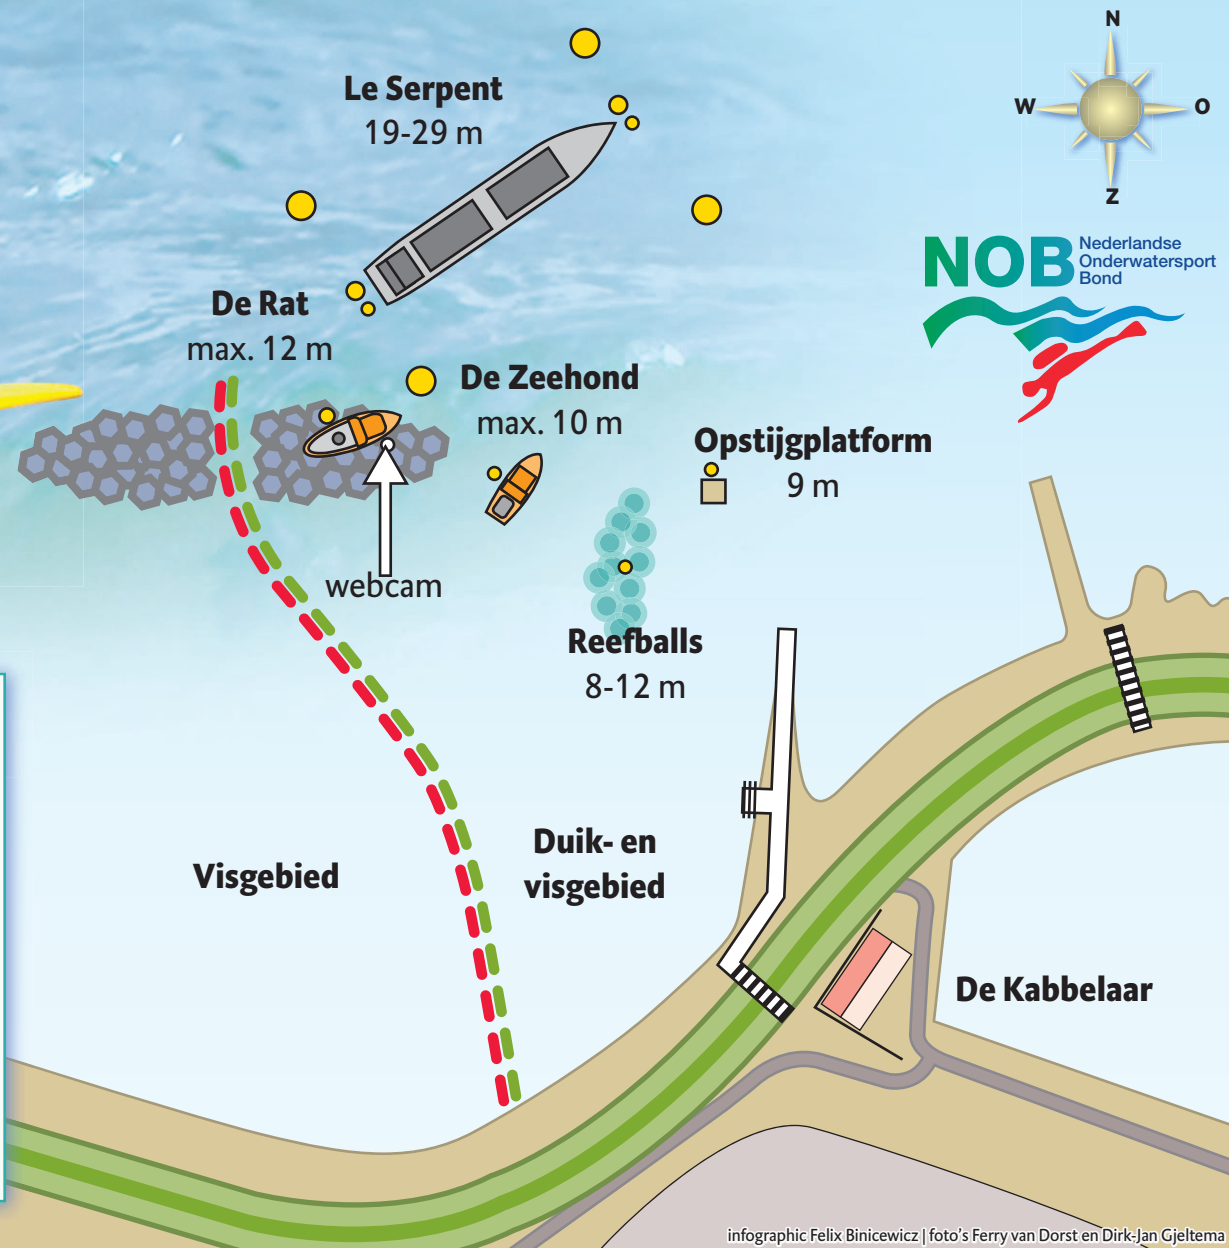 Le Serpent
19-29 m
N
W
O
Z
NOB
Nederlandse
Onderwatersport
Bond
De Rat
max. 12 m
De Zeehond
max. 10 m
Opstijgplatform
9 m
webcam
Reefballs
8-12 m
Visgebied
Duik- en
visgebied
De Kabbelaar
infographic Felix Binicewicz | foto's Ferry van Dorst en Dirk-Jan Gjeltema